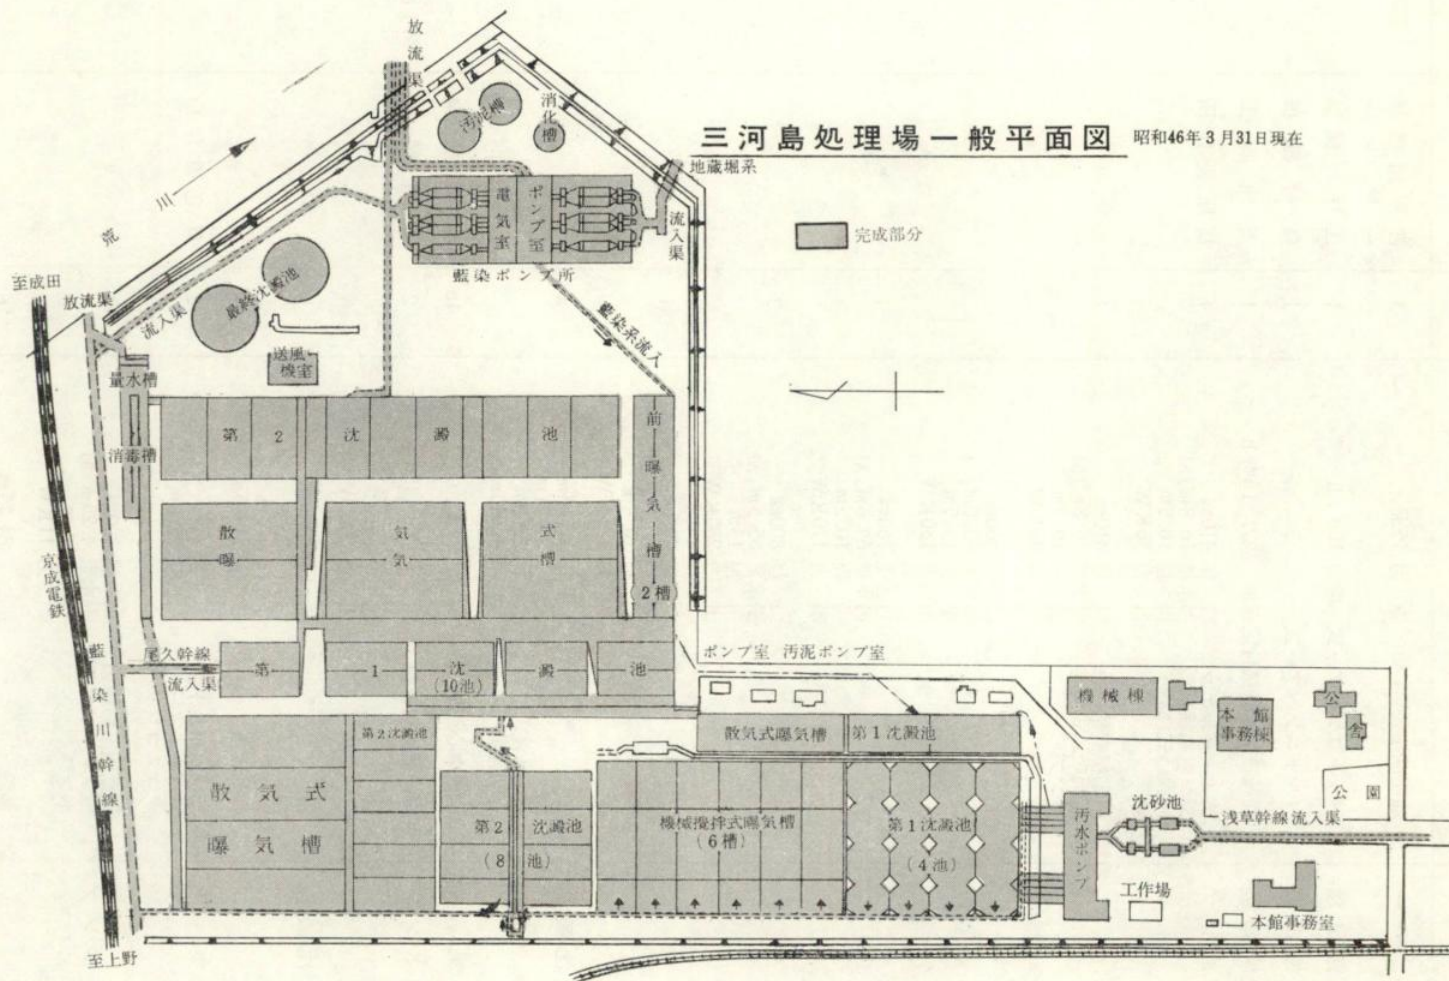 三河島処理場一般平面図
昭和46年3月31日現在
放流渠
汚泥槽
消化槽
地蔵堀系
流入渠
電気室
ポンプ室
藍染ポンプ所
完成部分
荒川
至成田
放流渠
流入渠
最終沈澱池
藍染系流入
送風機室
量水槽
消毒槽
第2沈澱池
前曝気槽
(2槽)
散気式
曝気槽
京成電鉄
藍染川幹線
尾久幹線
流入渠
第1沈澱池
(10池)
ポンプ室
汚泥ポンプ室
機械棟
本館
事務棟
公舎
公園
散気式曝気槽
第1沈澱池
第2沈澱池
散気式
曝気槽
第2沈澱池
(8池)
機械攪拌式曝気槽
(6槽)
第1沈澱池
(4池)
汚水ポンプ
沈砂池
浅草幹線流入渠
工作場
本館事務室
至上野